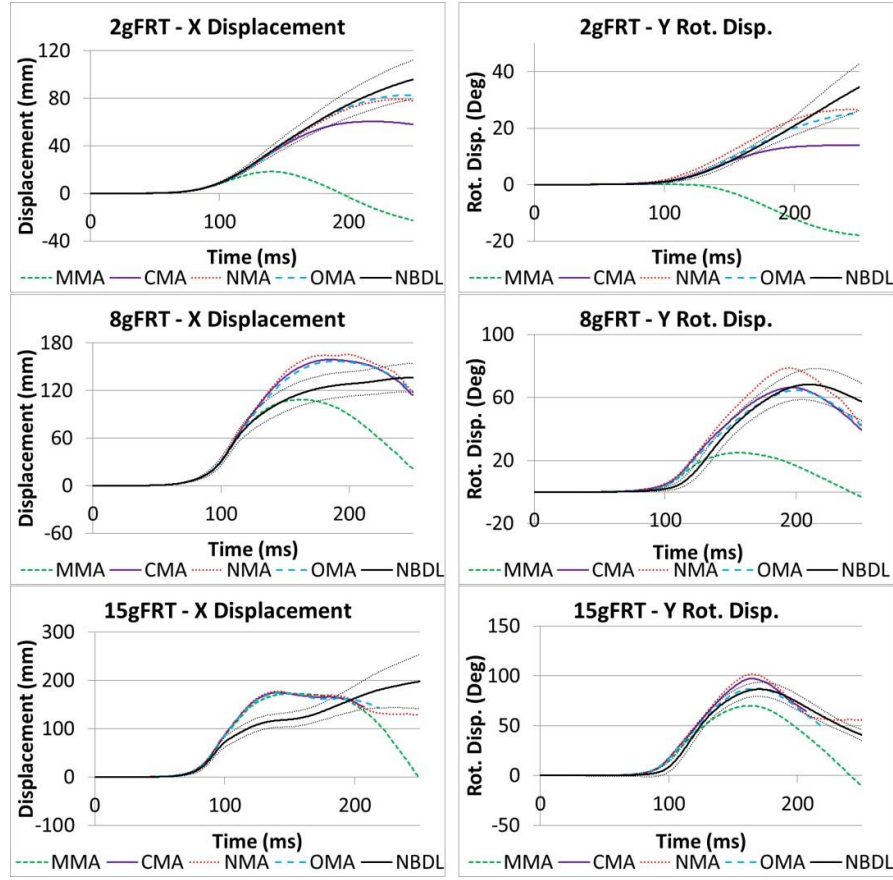 2gFRT - X Displacement
Displacement (mm)
120
80
40
0
-40
0
100
200
Time (ms)
MMA CMA NMA OMA NBDL
2gFRT - Y Rot. Disp.
Rot. Disp. (Deg)
40
20
0
-20
0
100
200
Time (ms)
MMA CMA NMA OMA NBDL
8gFRT - X Displacement
Displacement (mm)
180
120
60
0
-60
0
100
200
Time (ms)
MMA CMA NMA OMA NBDL
8gFRT - Y Rot. Disp.
Rot. Disp. (Deg)
100
60
20
-20
0
100
200
Time (ms)
MMA CMA NMA OMA NBDL
15gFRT - X Displacement
Displacement (mm)
300
200
100
0
-100
0
100
200
Time (ms)
MMA CMA NMA OMA NBDL
15gFRT - Y Rot. Disp.
Rot. Disp. (Deg)
150
100
50
0
-50
0
100
200
Time (ms)
MMA CMA NMA OMA NBDL